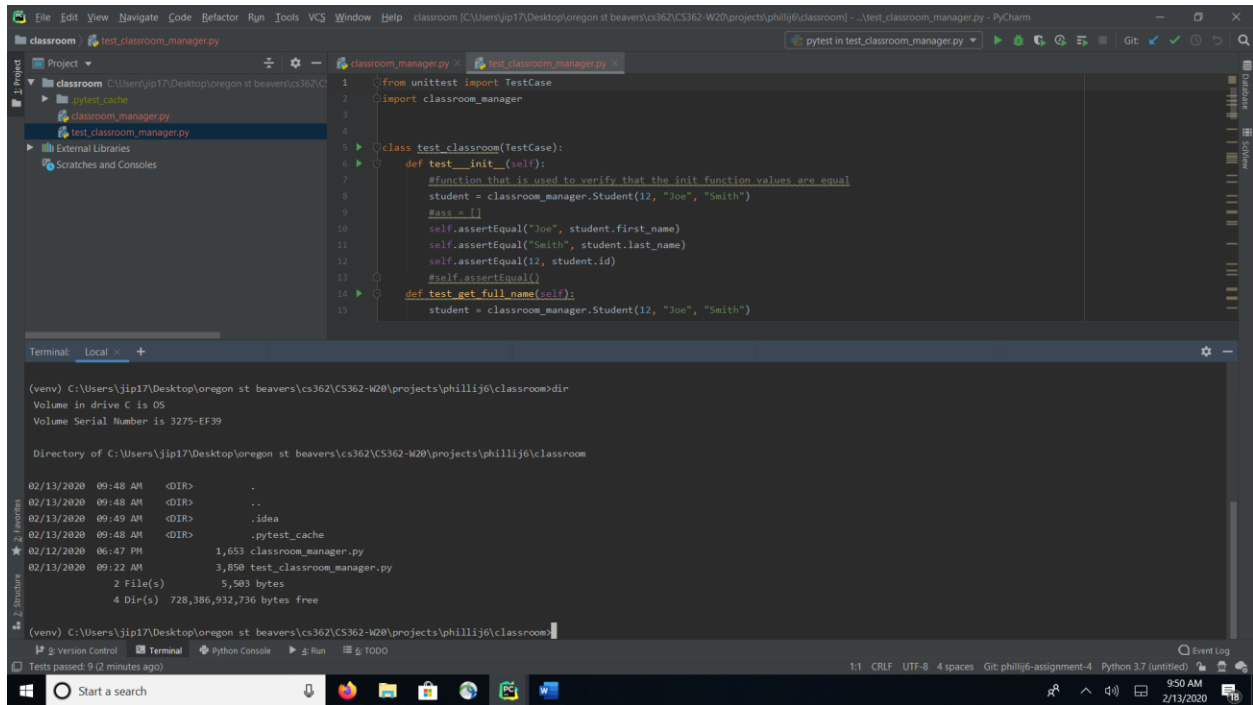 File Edit View Navigate Code Refactor Run Tools VCS Window Help classroom [C:\Users\jip17\Desktop\oregon st beavers\cs362\CS362-W20\projects\phillij6\classroom] - ...\test_classroom_manager.py - PyCharm
classroom test_classroom_manager.py pytest in test_classroom_manager.py Git:
Project classroom_manager.py test_classroom_manager.py
1: Project
Database
SciView
classroom C:\Users\jip17\Desktop\oregon st beavers\cs362\C
.pytest_cache
classroom_manager.py
test_classroom_manager.py
External Libraries
Scratches and Consoles
1 from unittest import TestCase
2 import classroom_manager
3
4
5 class test_classroom(TestCase):
6 def test___init__(self):
7 #function that is used to verify that the init function values are equal
8 student = classroom_manager.Student(12, "Joe", "Smith")
9 #ass = []
10 self.assertEqual("Joe", student.first_name)
11 self.assertEqual("Smith", student.last_name)
12 self.assertEqual(12, student.id)
13 #self.assertEqual()
14 def test_get_full_name(self):
15 student = classroom_manager.Student(12, "Joe", "Smith")
Terminal: Local +
(venv) C:\Users\jip17\Desktop\oregon st beavers\cs362\CS362-W20\projects\phillij6\classroom>dir
Volume in drive C is OS
Volume Serial Number is 3275-EF39
Directory of C:\Users\jip17\Desktop\oregon st beavers\cs362\CS362-W20\projects\phillij6\classroom
02/13/2020 09:48 AM <DIR> .
02/13/2020 09:48 AM <DIR> ..
02/13/2020 09:49 AM <DIR> .idea
02/13/2020 09:48 AM <DIR> .pytest_cache
02/12/2020 06:47 PM 1,653 classroom_manager.py
02/13/2020 09:22 AM 3,850 test_classroom_manager.py
2 File(s) 5,503 bytes
4 Dir(s) 728,386,932,736 bytes free
(venv) C:\Users\jip17\Desktop\oregon st beavers\cs362\CS362-W20\projects\phillij6\classroom>
2: Favorites
Z: Structure
9: Version Control Terminal Python Console 4: Run 6: TODO Event Log
Tests passed: 9 (2 minutes ago) 1:1 CRLF UTF-8 4 spaces Git: phillij6-assignment-4 Python 3.7 (untitled)
Start a search
9:50 AM
2/13/2020
18